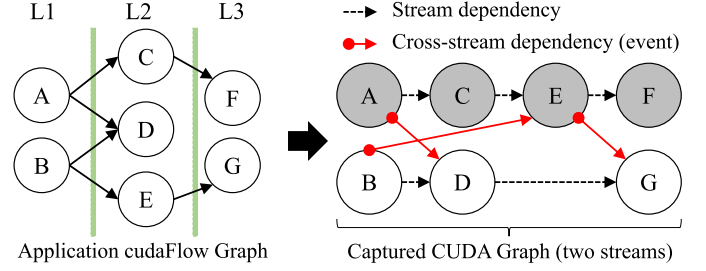 L1 L2 L3
A
B
C
D
E
F
G
Application cudaFlow Graph
Stream dependency
Cross-stream dependency (event)
A C E F
B D G
Captured CUDA Graph (two streams)